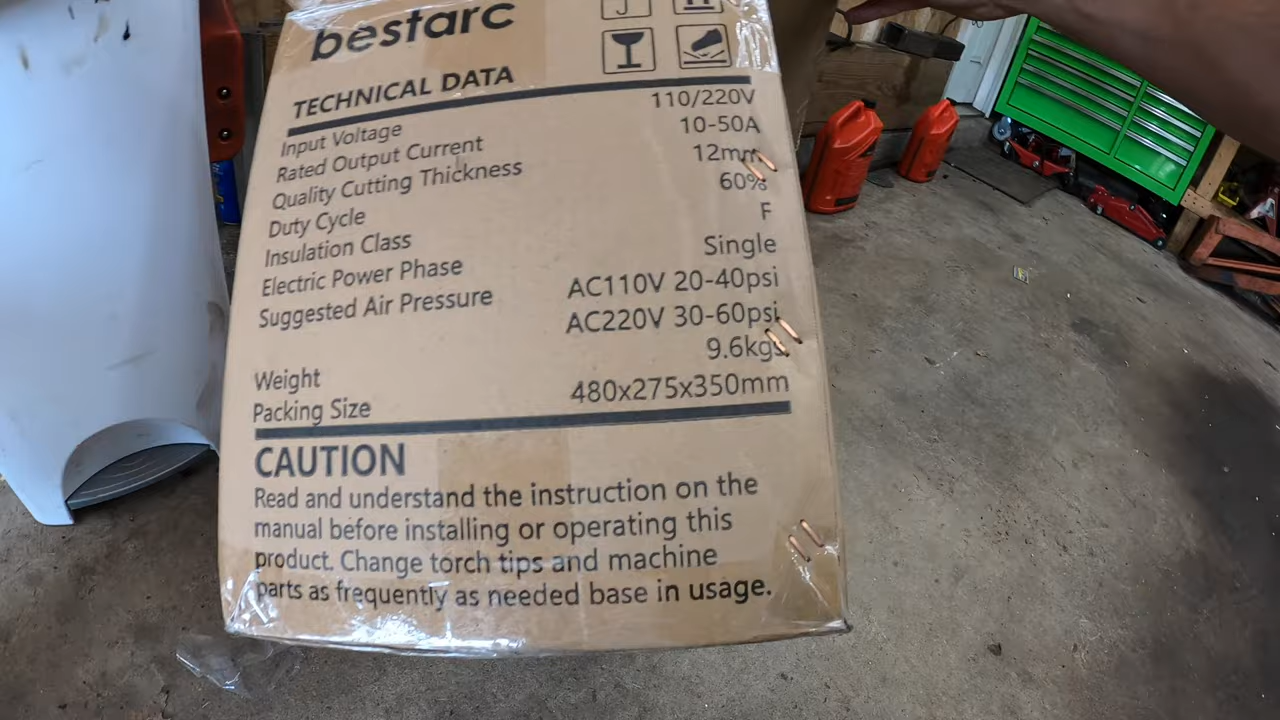 bestarc
TECHNICAL DATA
Input Voltage 110/220V
Rated Output Current 10-50A
Quality Cutting Thickness 12mm
Duty Cycle 60%
Insulation Class F
Electric Power Phase Single
Suggested Air Pressure AC110V 20-40psi
AC220V 30-60psi
Weight 9.6kgs
Packing Size 480x275x350mm
CAUTION
Read and understand the instruction on the
manual before installing or operating this
product. Change torch tips and machine
parts as frequently as needed base in usage.